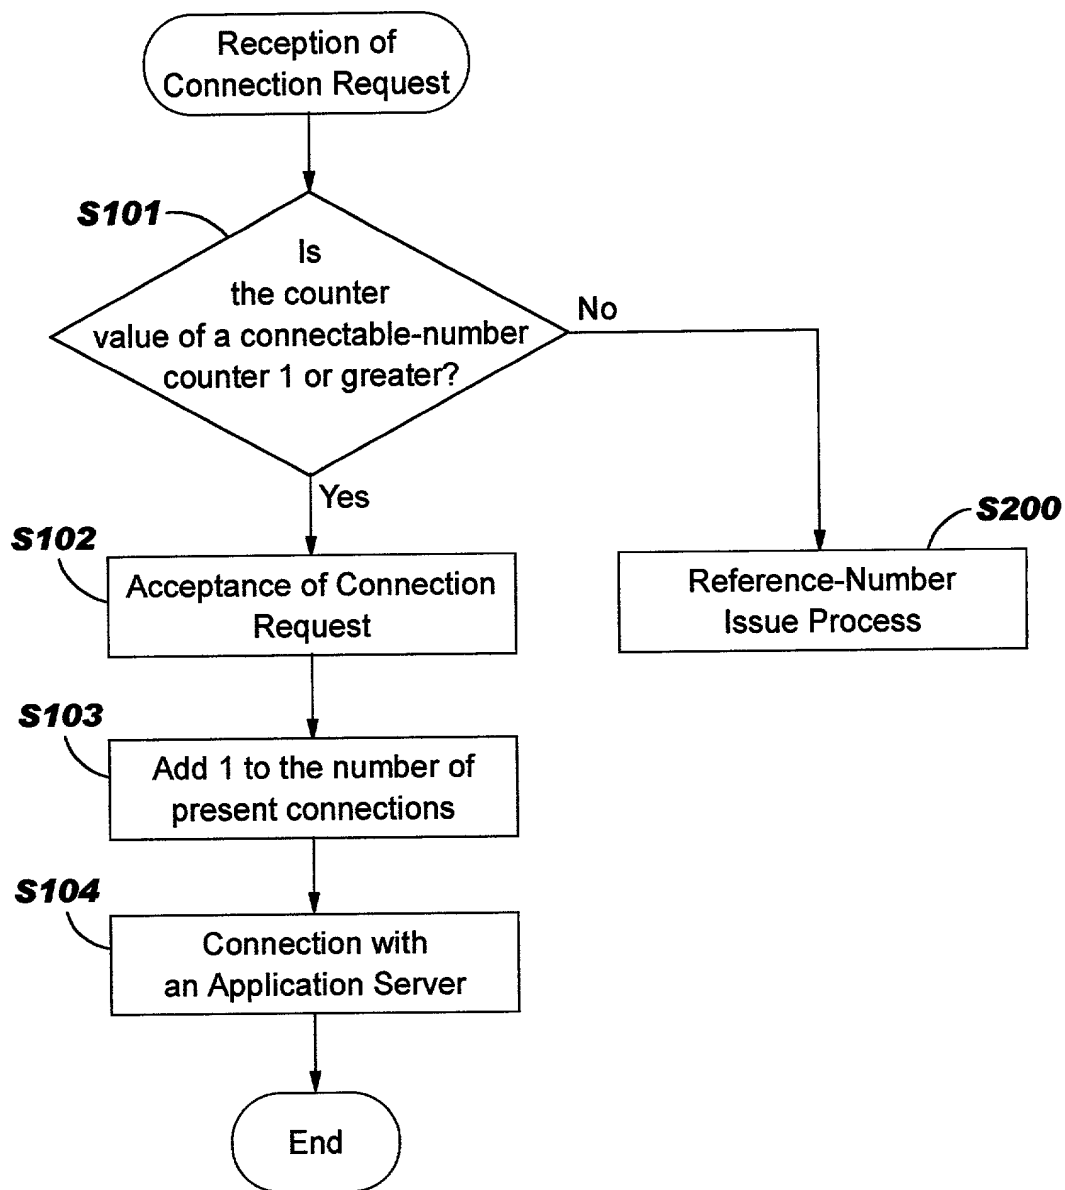 Reception of
Connection Request
S101
Is
the counter
value of a connectable-number
counter 1 or greater?
No
Yes
S102
Acceptance of Connection
Request
S200
Reference-Number
Issue Process
S103
Add 1 to the number of
present connections
S104
Connection with
an Application Server
End